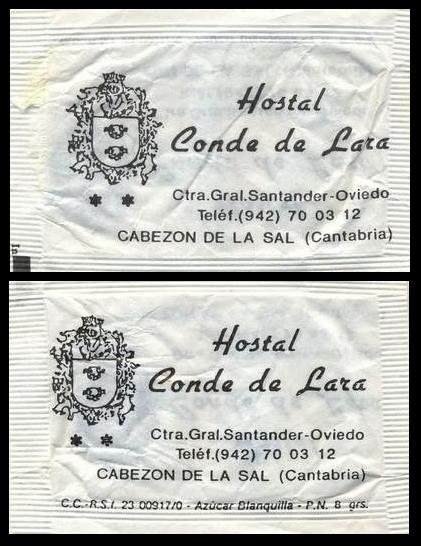 Hostal
Conde de Lara
* *
Ctra.Gral.Santander-Oviedo
Teléf.(942) 70 03 12
CABEZON DE LA SAL (Cantabria)
Hostal
Conde de Lara
* *
Ctra.Gral.Santander-Oviedo
Teléf.(942) 70 03 12
CABEZON DE LA SAL (Cantabria)
C.C.-R.S.I. 23 00917/0 - Azúcar Blanquilla - P.N. 8 grs.